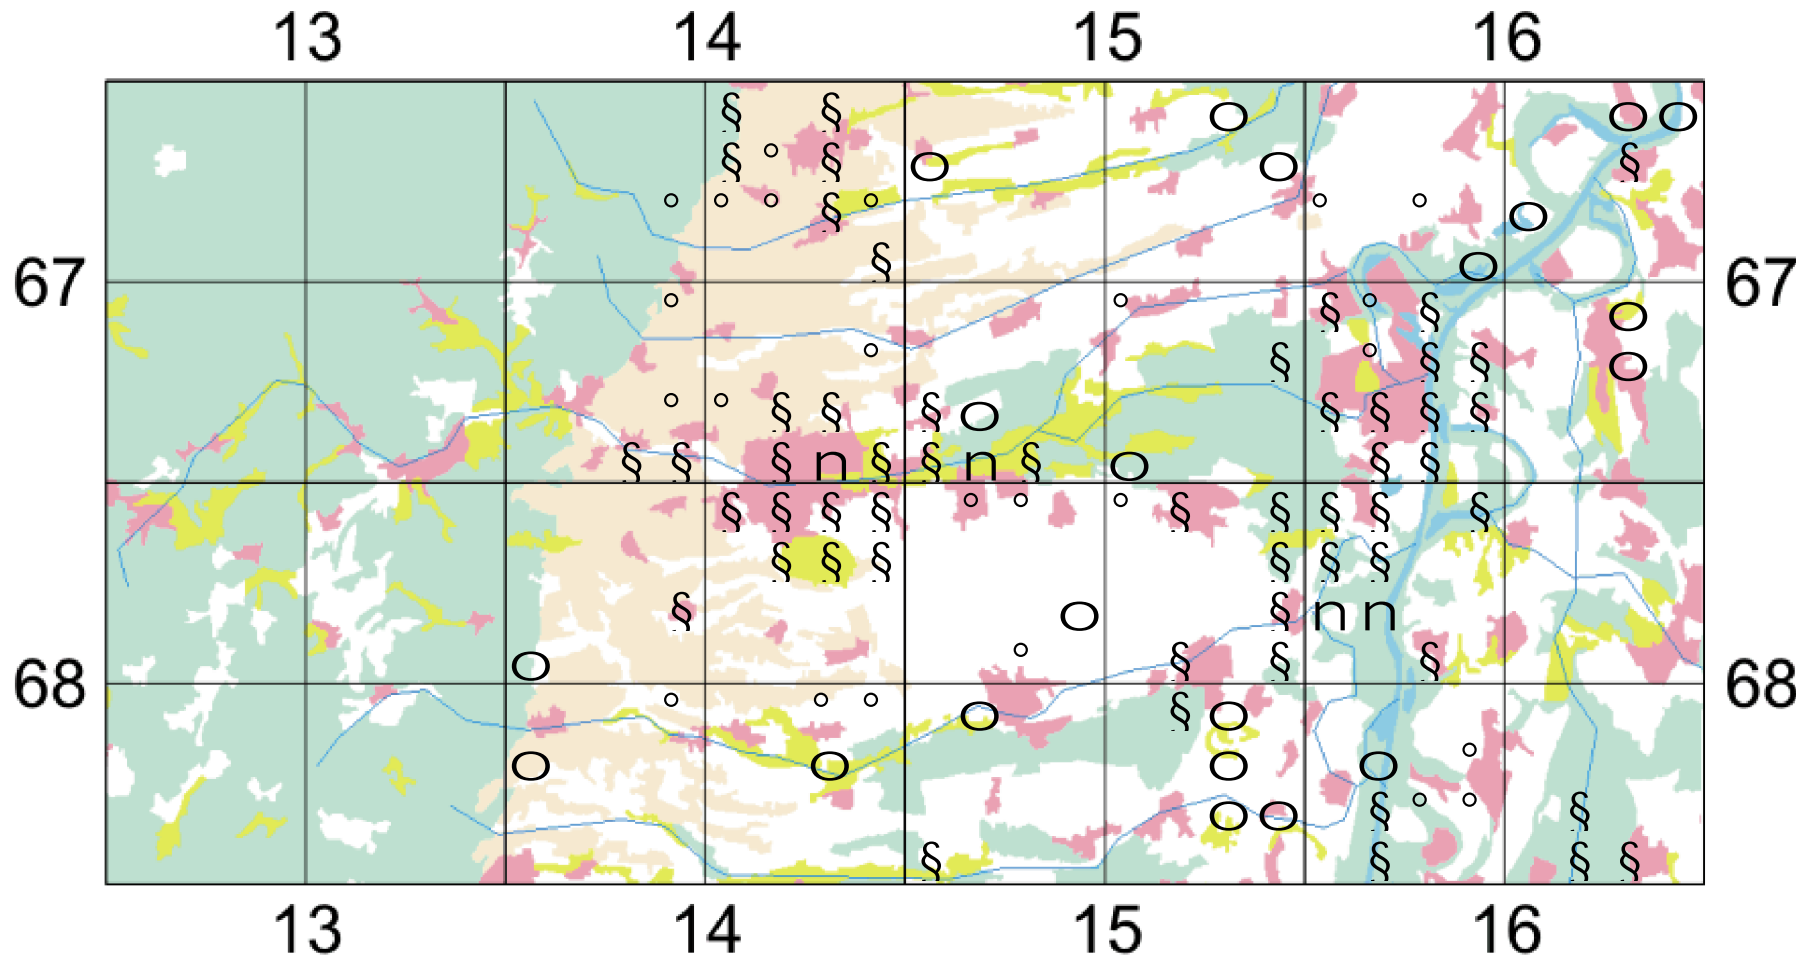 13 14 15 16
§ § O O O
§ o § O O §
o o o § o o o O
§ O
67 67
o o § o § O
o § o § § O
o o § § § O § § § §
§ § § n § § n § O § §
§ § § § o o o § § § § §
§ § § § § §
§ O § n n
O o § § §
68 68
o o o O § O
O O O O o
O O § o o §
§ § § §
13 14 15 16